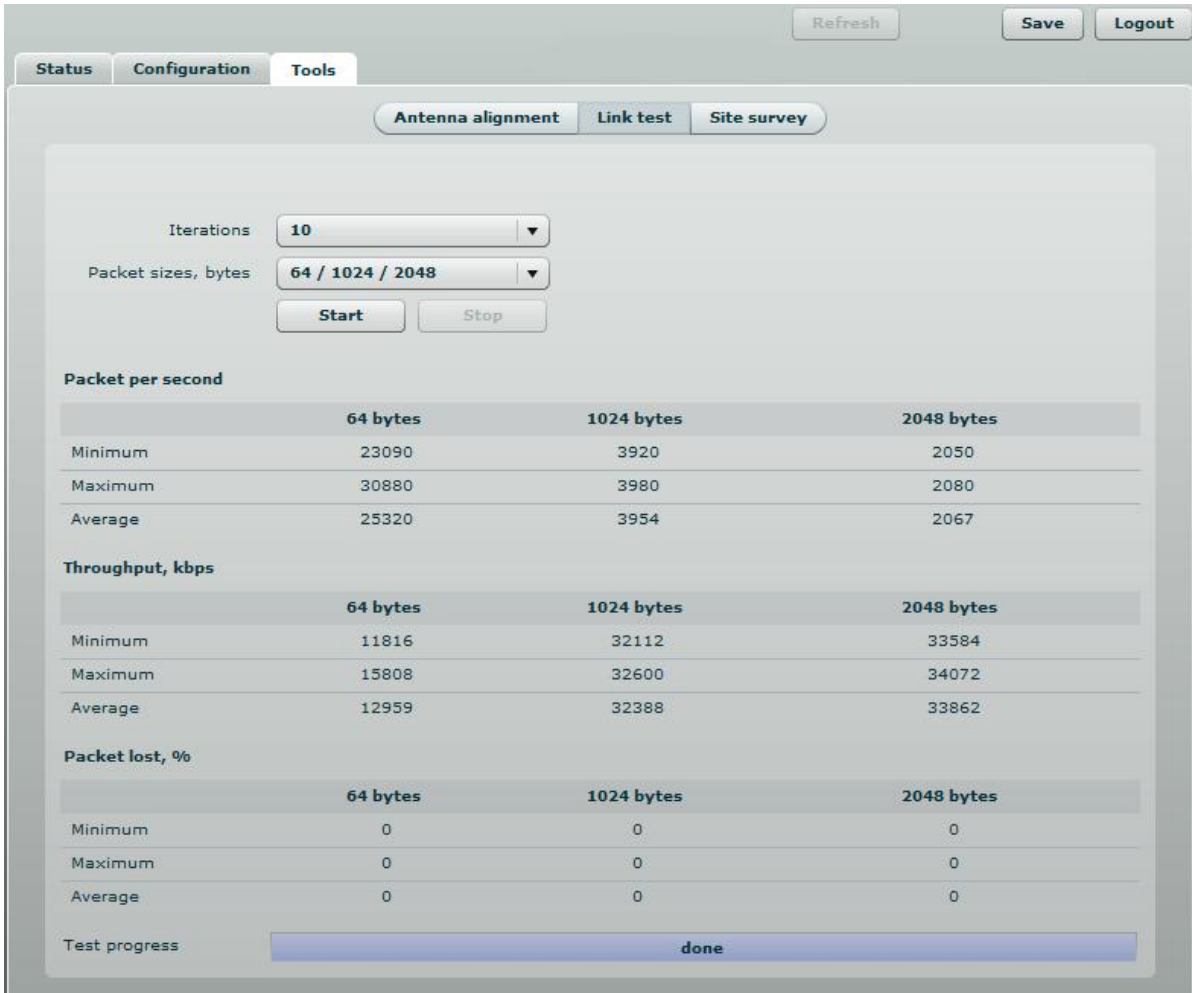 Refresh Save Logout
Status Configuration Tools
Antenna alignment Link test Site survey
Iterations 10
Packet sizes, bytes 64 / 1024 / 2048
Start Stop
Packet per second
64 bytes 1024 bytes 2048 bytes
Minimum 23090 3920 2050
Maximum 30880 3980 2080
Average 25320 3954 2067
Throughput, kbps
64 bytes 1024 bytes 2048 bytes
Minimum 11816 32112 33584
Maximum 15808 32600 34072
Average 12959 32388 33862
Packet lost, %
64 bytes 1024 bytes 2048 bytes
Minimum 0 0 0
Maximum 0 0 0
Average 0 0 0
Test progress done